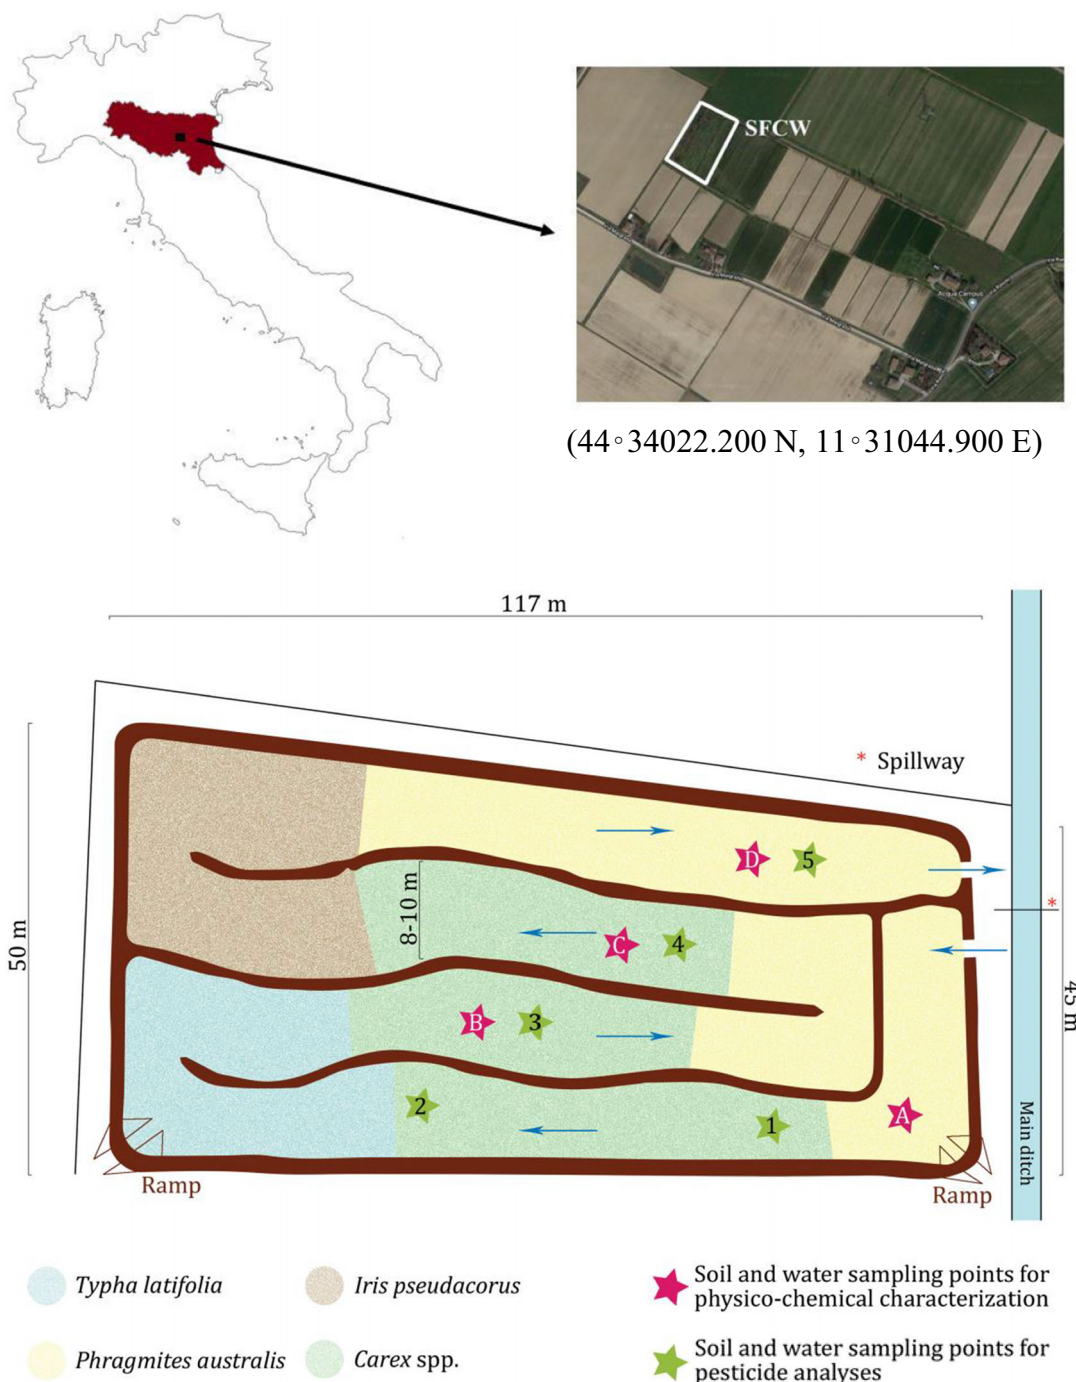 SFCW
Acqua Campus
(44◦34022.200 N, 11◦31044.900 E)
117 m
* Spillway
50 m
8-10 m
D
5
C
4
*
B
3
45 m
2
1
A
Main ditch
Ramp
Ramp
Typha latifolia
Iris pseudacorus
Soil and water sampling points for
physico-chemical characterization
Phragmites australis
Carex spp.
Soil and water sampling points for
pesticide analyses